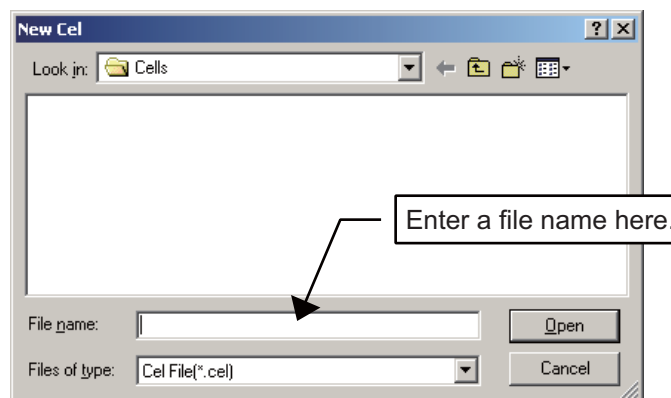 New Cel
Look in: Cells
Enter a file name here.
File name: Open
Files of type: Cel File(*.cel) Cancel